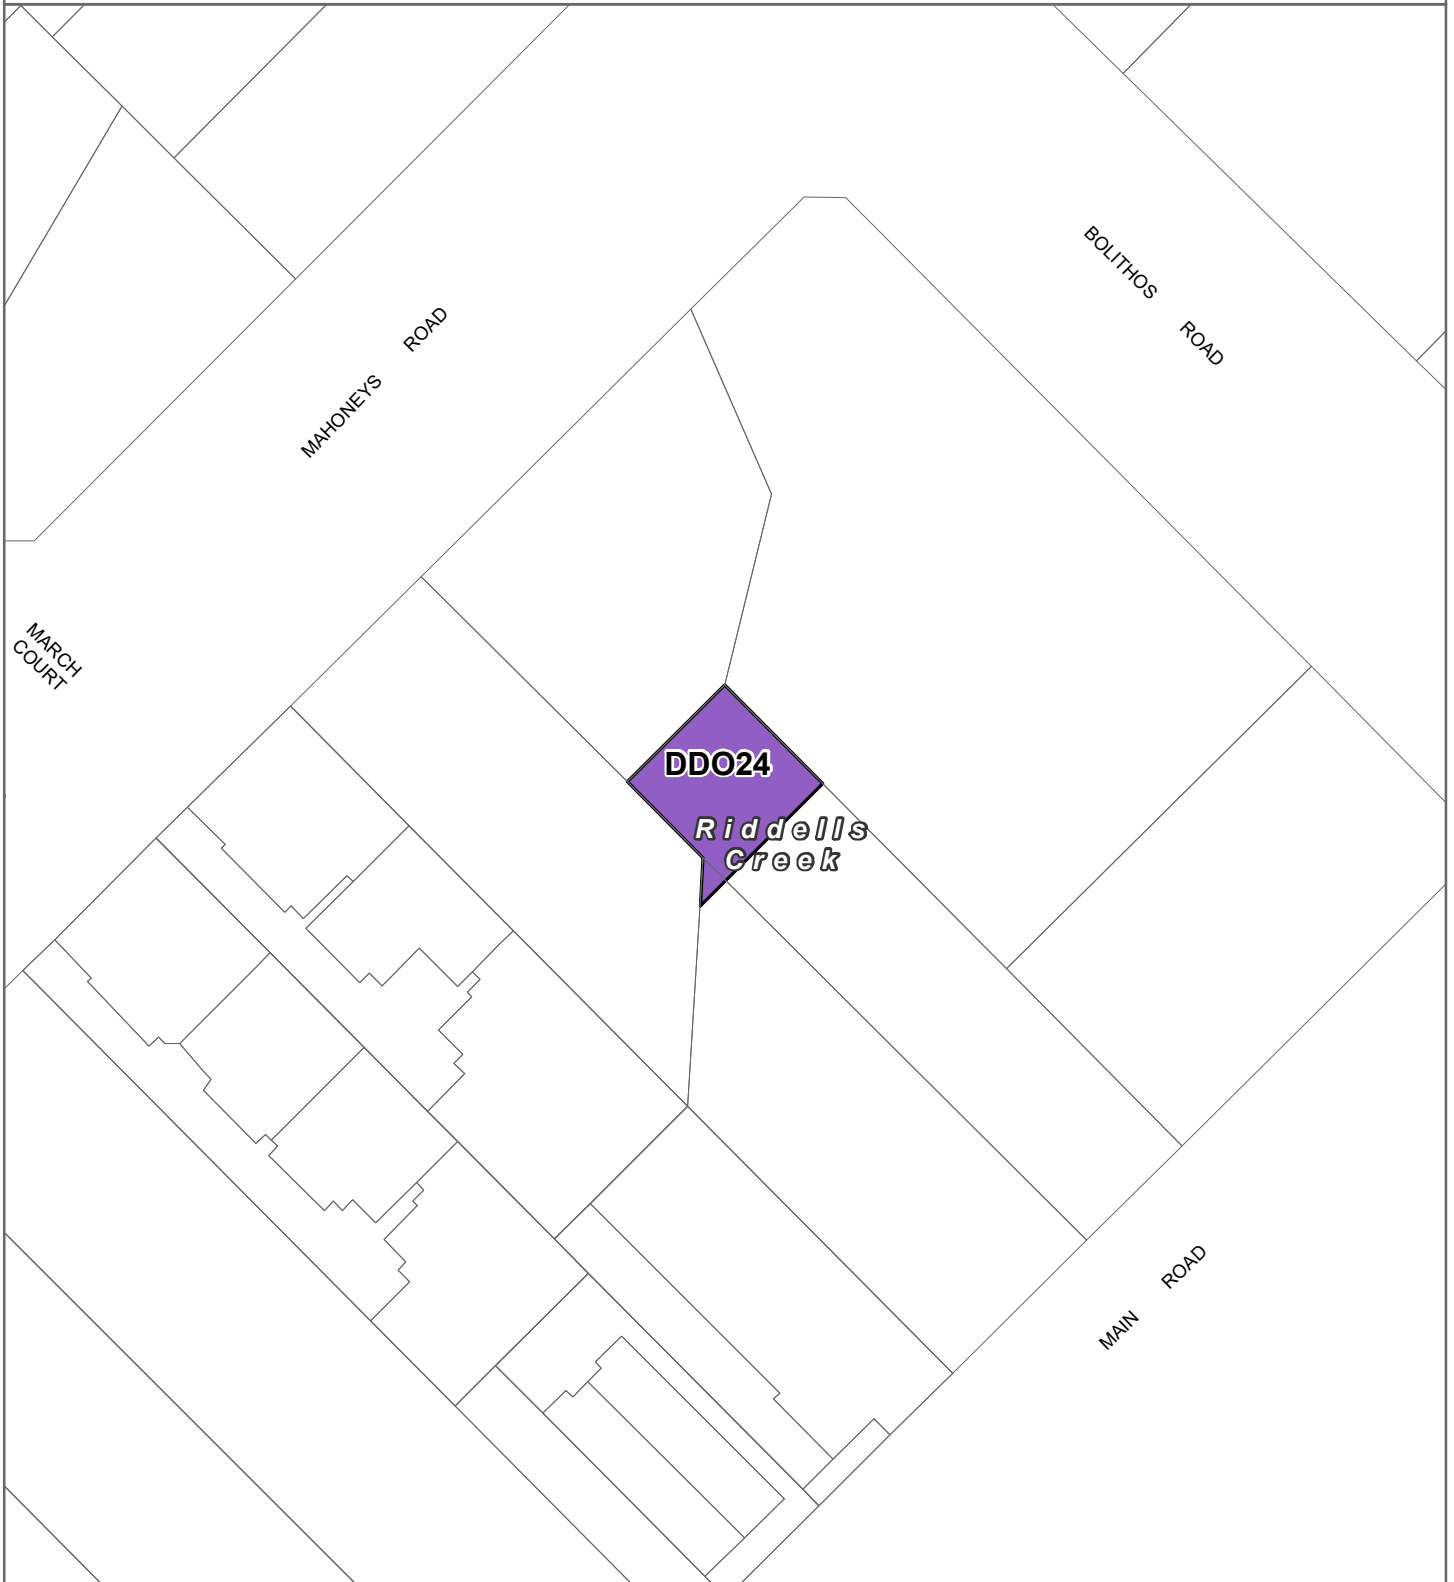 BOLITHOS ROAD
MAHONEYS ROAD
MARCH
COURT
DDO24
Riddells
Creek
MAIN ROAD